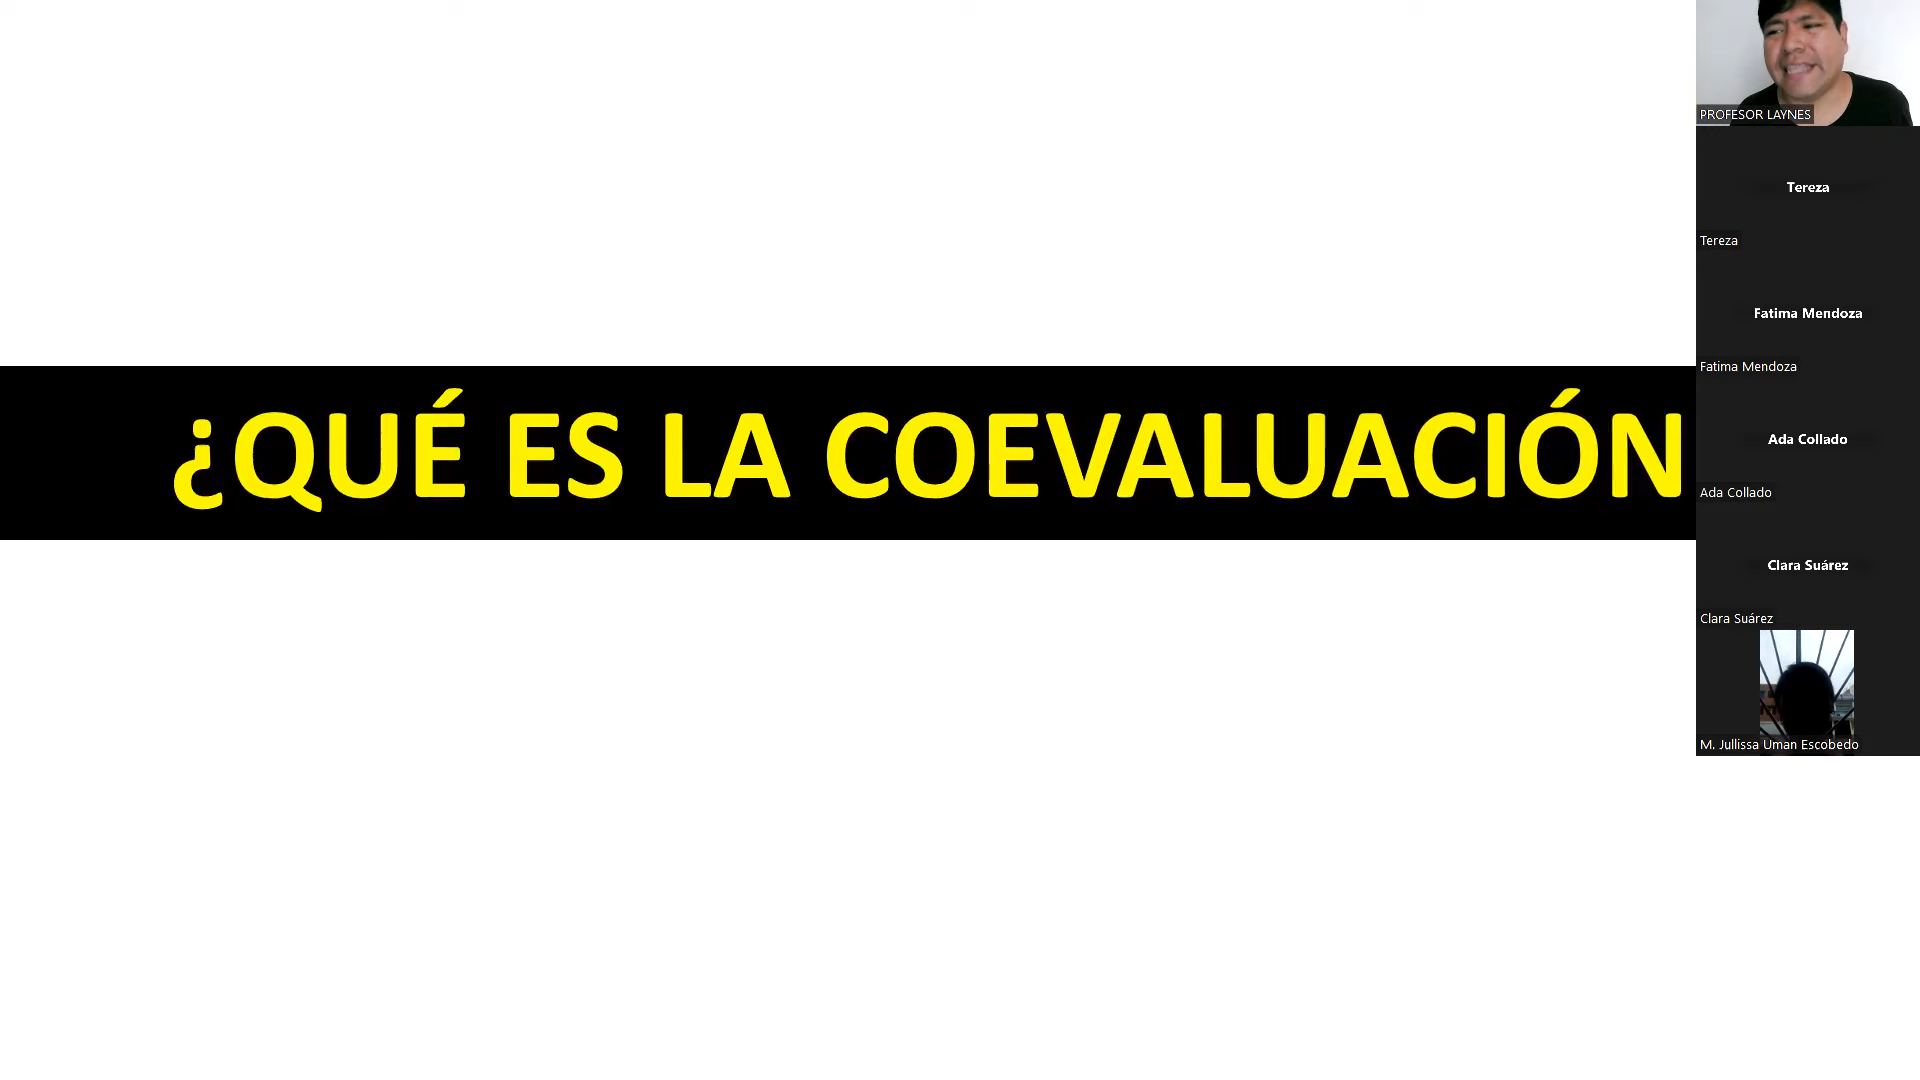 ¿QUÉ ES LA COEVALUACIÓN
PROFESOR LAYNES
Tereza
Tereza
Fatima Mendoza
Fatima Mendoza
Ada Collado
Ada Collado
Clara Suárez
Clara Suárez
M. Jullissa Uman Escobedo